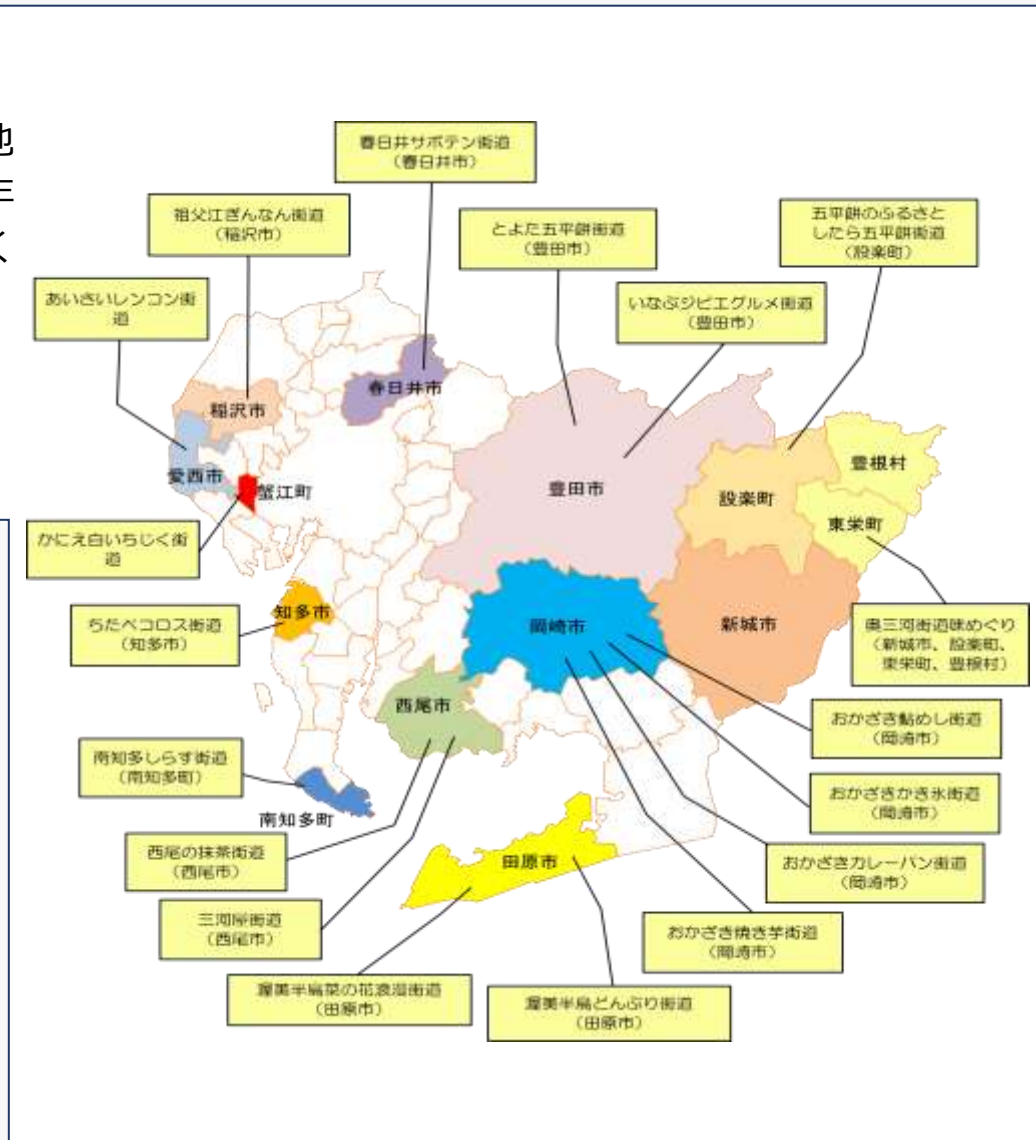 也
く
春日井サボテン街道
（春日井市）
祖父江ぎんなん街道
（稲沢市）
とよた五平餅街道
（豊田市）
五平餅のふるさと
したら五平餅街道
（設楽町）
あいさいレンコン街
道
いなぶジビエグルメ街道
（豊田市）
春日井市
稲沢市
愛西市
蟹江町
豊田市
設楽町
豊根村
東栄町
かにえ白いちじく街
道
ちたペコロス街道
（知多市）
知多市
岡崎市
新城市
奥三河街道味めぐり
（新城市、設楽町、
東栄町、豊根村）
西尾市
おかざき鮎めし街道
（岡崎市）
南知多しらす街道
（南知多町）
南知多町
おかざきかき氷街道
（岡崎市）
西尾の抹茶街道
（西尾市）
田原市
おかざきカレーパン街道
（岡崎市）
三河屋街道
（西尾市）
おかざき焼き芋街道
（岡崎市）
渥美半島菜の花浪漫街道
（田原市）
渥美半島どんぶり街道
（田原市）